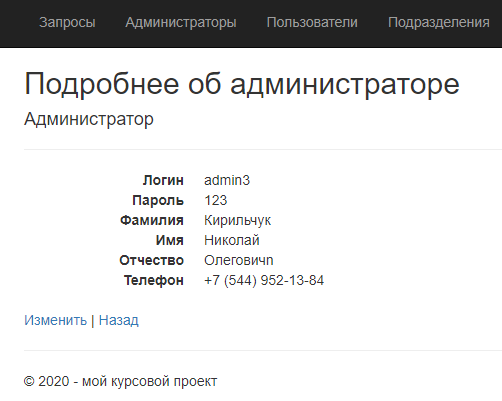 Запросы Администраторы Пользователи Подразделения
Подробнее об администраторе
Администратор
Логин admin3
Пароль 123
Фамилия Кирильчук
Имя Николай
Отчество Олеговичn
Телефон +7 (544) 952-13-84
Изменить | Назад
© 2020 - мой курсовой проект